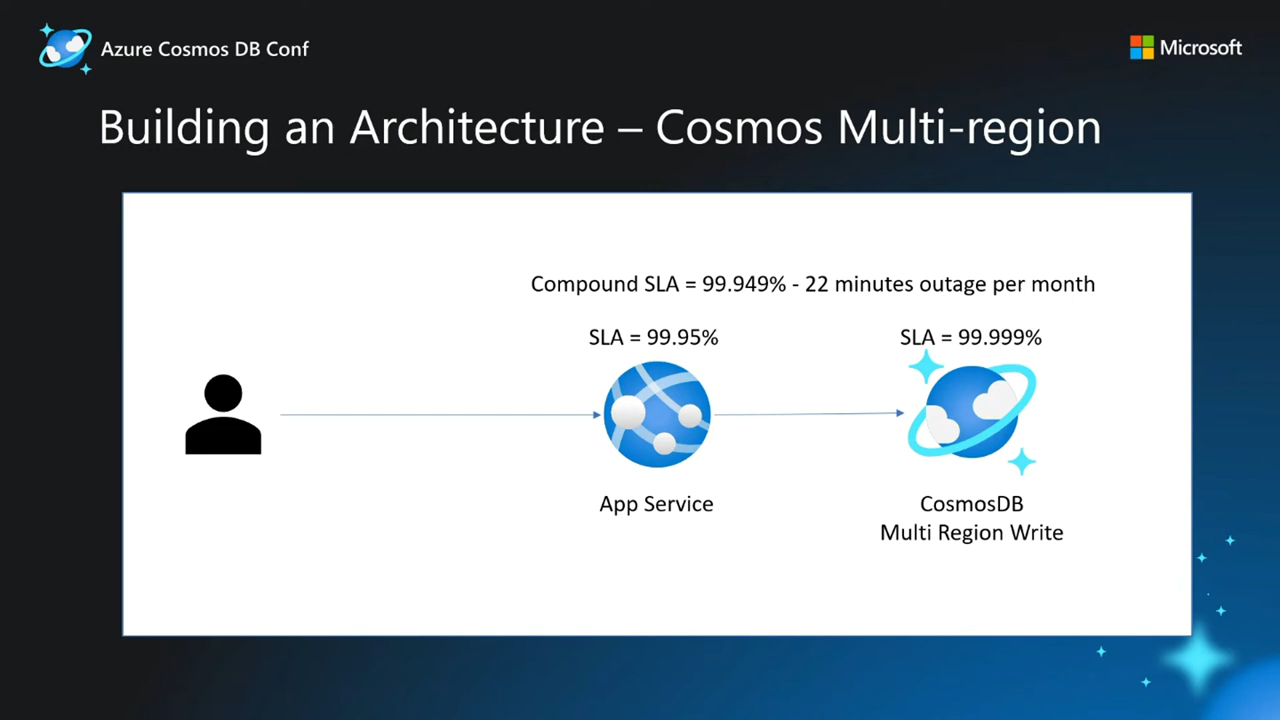 Azure Cosmos DB Conf
Microsoft
Building an Architecture – Cosmos Multi-region
Compound SLA = 99.949% - 22 minutes outage per month
SLA = 99.95%
SLA = 99.999%
App Service
CosmosDB
Multi Region Write